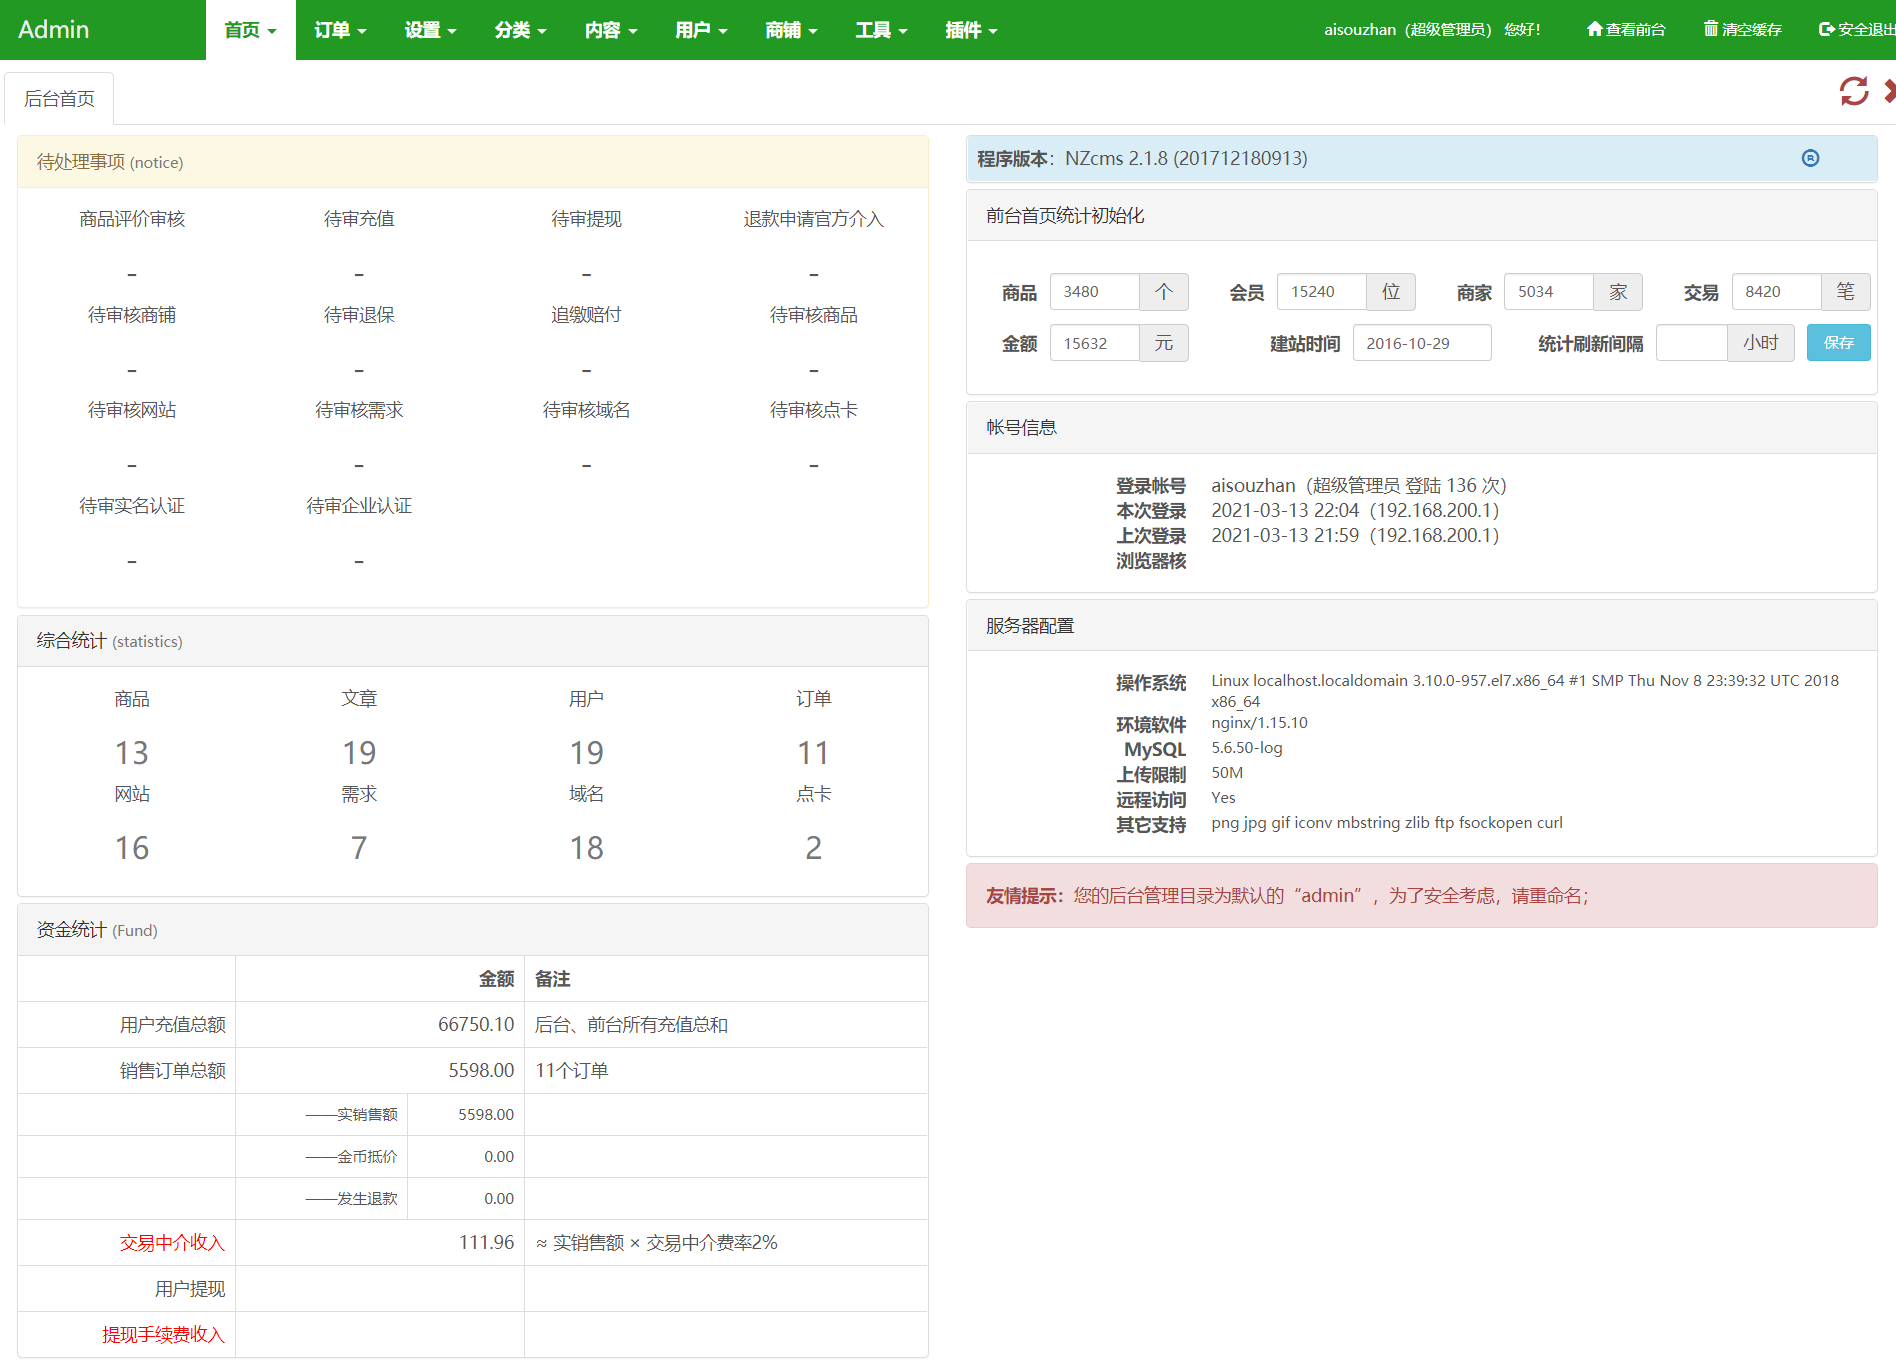 Admin
首页 订单 设置 分类 内容 用户 商铺 工具 插件 aisouzhan（超级管理员） 您好！ 查看前台 清空缓存 安全退出
后台首页
待处理事项 (notice)
商品评价审核 待审充值 待审提现 退款申请官方介入
- - - -
待审核商铺 待审退保 追缴赔付 待审核商品
- - - -
待审核网站 待审核需求 待审核域名 待审核点卡
- - - -
待审实名认证 待审企业认证
- -
综合统计 (statistics)
商品 文章 用户 订单
13 19 19 11
网站 需求 域名 点卡
16 7 18 2
资金统计 (Fund)
金额 备注
用户充值总额 66750.10 后台、前台所有充值总和
销售订单总额 5598.00 11个订单
——实销售额 5598.00
——金币抵价 0.00
——发生退款 0.00
交易中介收入 111.96 ≈ 实销售额 × 交易中介费率2%
用户提现
提现手续费收入
程序版本：NZcms 2.1.8 (201712180913) ®
前台首页统计初始化
商品 3480 个 会员 15240 位 商家 5034 家 交易 8420 笔
金额 15632 元 建站时间 2016-10-29 统计刷新间隔 小时 保存
帐号信息
登录帐号 aisouzhan（超级管理员 登陆 136 次）
本次登录 2021-03-13 22:04（192.168.200.1）
上次登录 2021-03-13 21:59（192.168.200.1）
浏览器核
服务器配置
操作系统 Linux localhost.localdomain 3.10.0-957.el7.x86_64 #1 SMP Thu Nov 8 23:39:32 UTC 2018
x86_64
环境软件 nginx/1.15.10
MySQL 5.6.50-log
上传限制 50M
远程访问 Yes
其它支持 png jpg gif iconv mbstring zlib ftp fsockopen curl
友情提示：您的后台管理目录为默认的“admin”，为了安全考虑，请重命名；